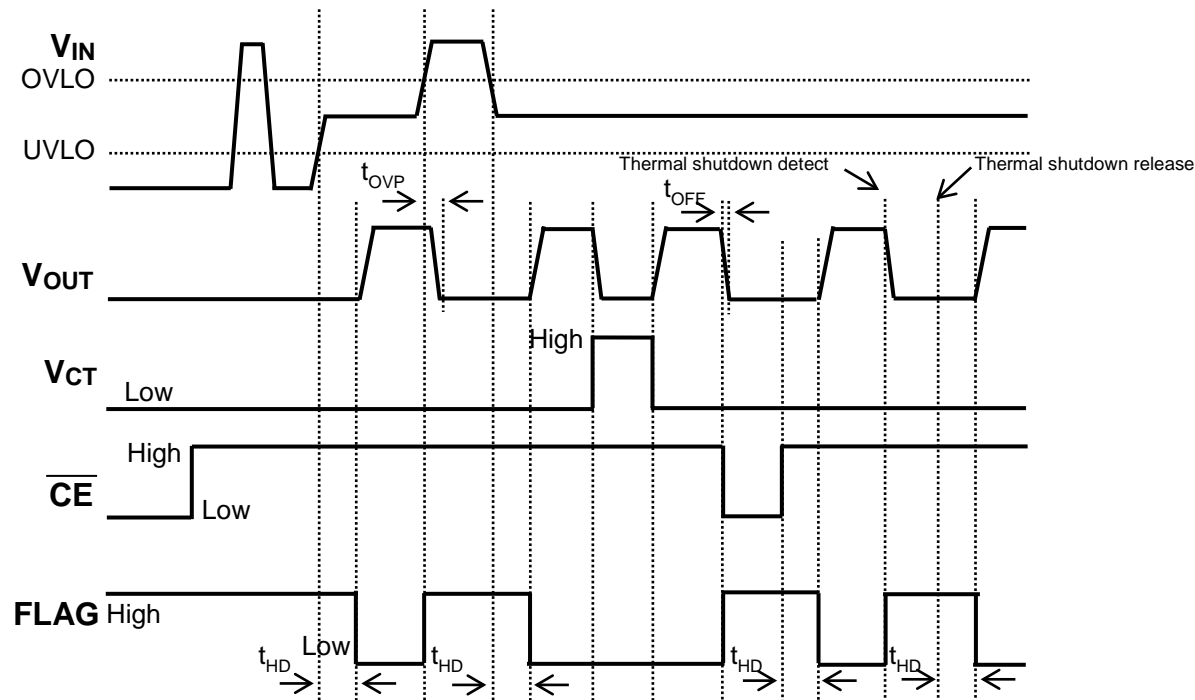 VIN
OVLO
UVLO
tOVP
Thermal shutdown detect
Thermal shutdown release
tOFF
VOUT
High
VCT
Low
High
CE
Low
FLAG High
Low
tHD
tHD
tHD
tHD